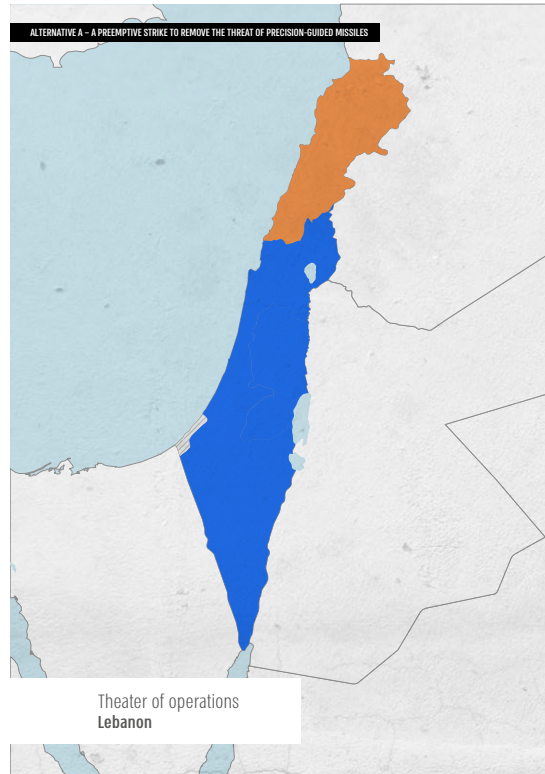 ALTERNATIVE A – A PREEMPTIVE STRIKE TO REMOVE THE THREAT OF PRECISION-GUIDED MISSILES
Theater of operations
Lebanon